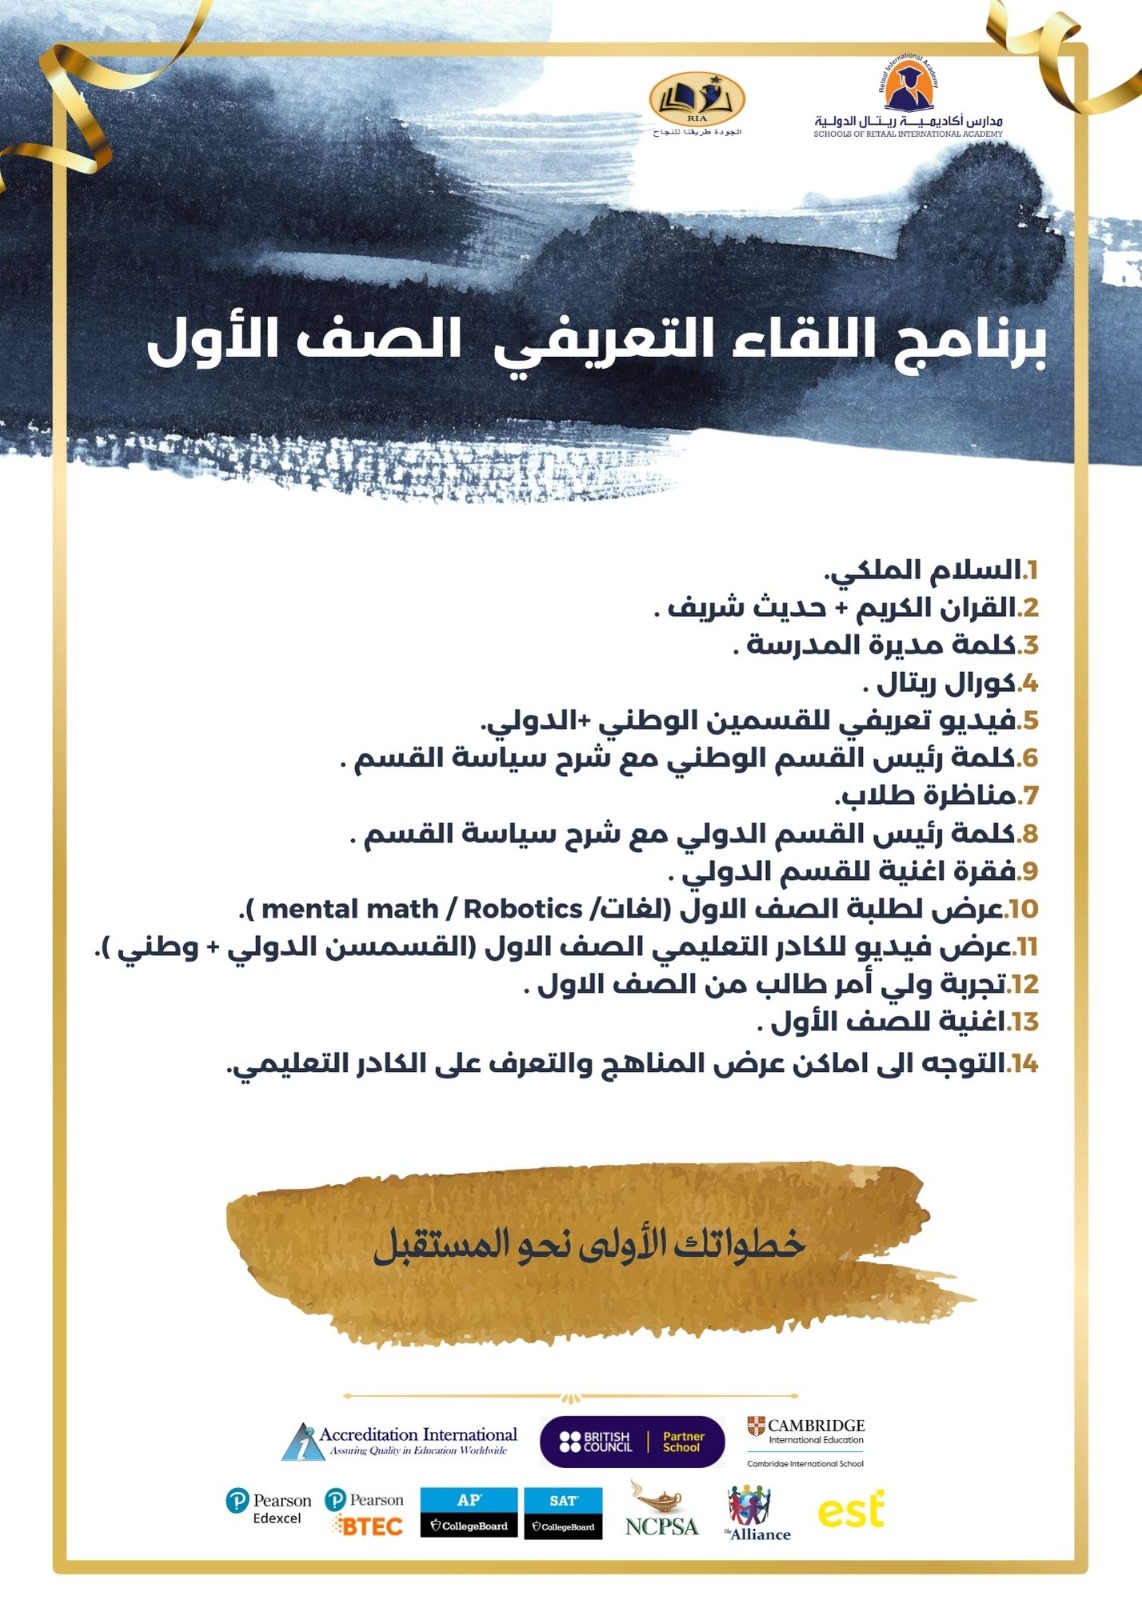 Retaal International Academy
RIA
الجودة طريقنا للنجاح
مدارس أكاديميـــة ريـتــال الدولـية
SCHOOLS OF RETAAL INTERNATIONAL ACADEMY
برنامج اللقاء التعريفي الصف الأول
1.السلام الملكي.
2.القران الكريم + حديث شريف .
3.كلمة مديرة المدرسة .
4.كورال ريتال .
5.فيديو تعريفي للقسمين الوطني +الدولي.
6.كلمة رئيس القسم الوطني مع شرح سياسة القسم .
7.مناظرة طلاب.
8.كلمة رئيس القسم الدولي مع شرح سياسة القسم .
9.فقرة اغنية للقسم الدولي .
10.عرض لطلبة الصف الاول (لغات/ mental math / Robotics ).
11.عرض فيديو للكادر التعليمي الصف الاول (القسمسن الدولي + وطني ).
12.تجربة ولي أمر طالب من الصف الاول .
13.اغنية للصف الأول .
14.التوجه الى اماكن عرض المناهج والتعرف على الكادر التعليمي.
خطواتك الأولى نحو المستقبل
Accreditation International
Assuring Quality in Education Worldwide
BRITISH COUNCIL | Partner School
CAMBRIDGE
International Education
Cambridge International School
Pearson Edexcel
Pearson BTEC
AP® CollegeBoard
SAT® CollegeBoard
NCPSA
The Alliance
est